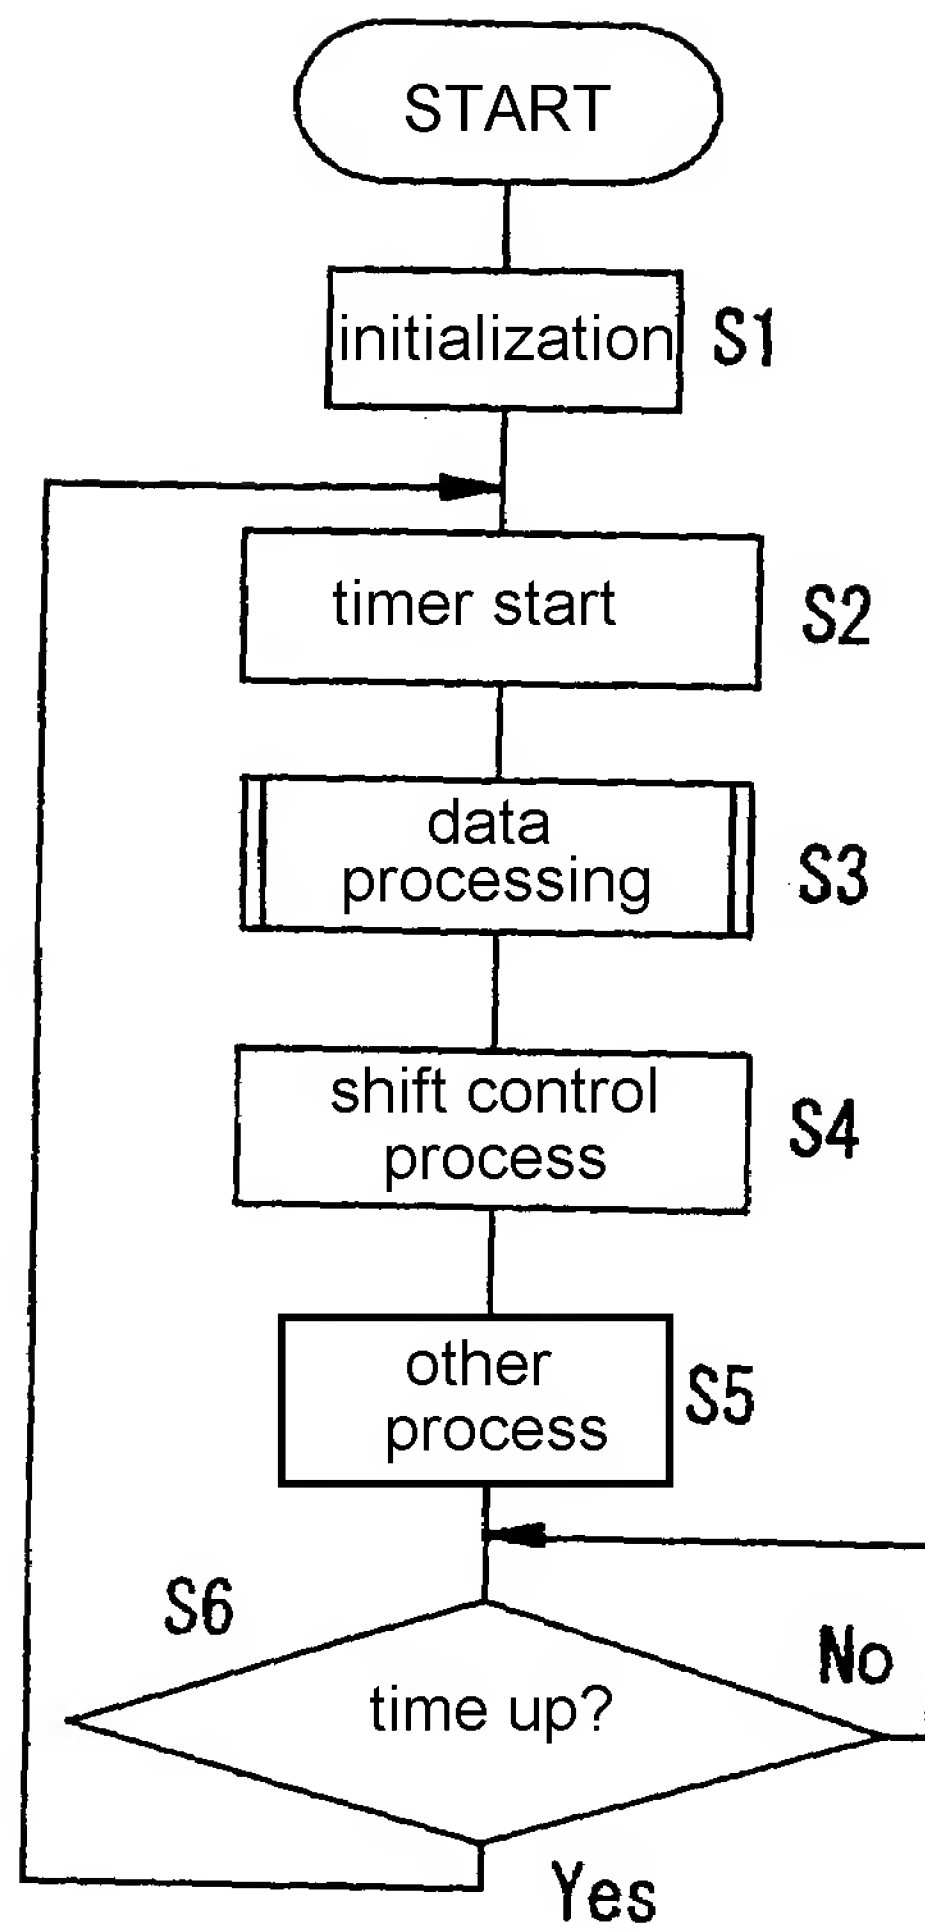 START
initialization
S1
timer start
S2
data
processing
S3
shift control
process
S4
other
process
S5
S6
time up?
No
Yes